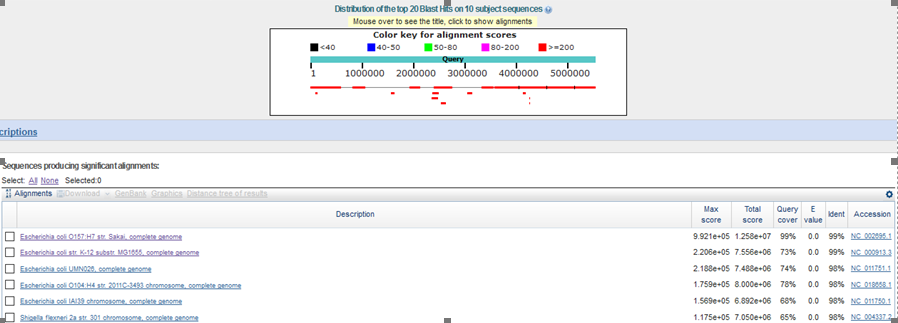 Distribution of the top 20 Blast Hits on 10 subject sequences
Mouse over to see the title, click to show alignments
Color key for alignment scores
<40 40-50 50-80 80-200 >=200
Query
1 1000000 2000000 3000000 4000000 5000000
criptions
Sequences producing significant alignments:
Select: All None Selected:0
Alignments Download GenBank Graphics Distance tree of results
Description Max score Total score Query cover E value Ident Accession
Escherichia coli O157:H7 str. Sakai, complete genome 9.921e+05 1.258e+07 99% 0.0 99% NC_002695.1
Escherichia coli str. K-12 substr. MG1655, complete genome 2.206e+05 7.556e+06 73% 0.0 99% NC_000913.3
Escherichia coli UMN026, complete genome 2.188e+05 7.488e+06 74% 0.0 98% NC_011751.1
Escherichia coli O104:H4 str. 2011C-3493 chromosome, complete genome 1.759e+05 8.000e+06 78% 0.0 98% NC_018658.1
Escherichia coli IAI39 chromosome, complete genome 1.569e+05 6.892e+06 68% 0.0 98% NC_011750.1
Shigella flexneri 2a str. 301 chromosome, complete genome 1.175e+05 7.050e+06 65% 0.0 98% NC_004337.2